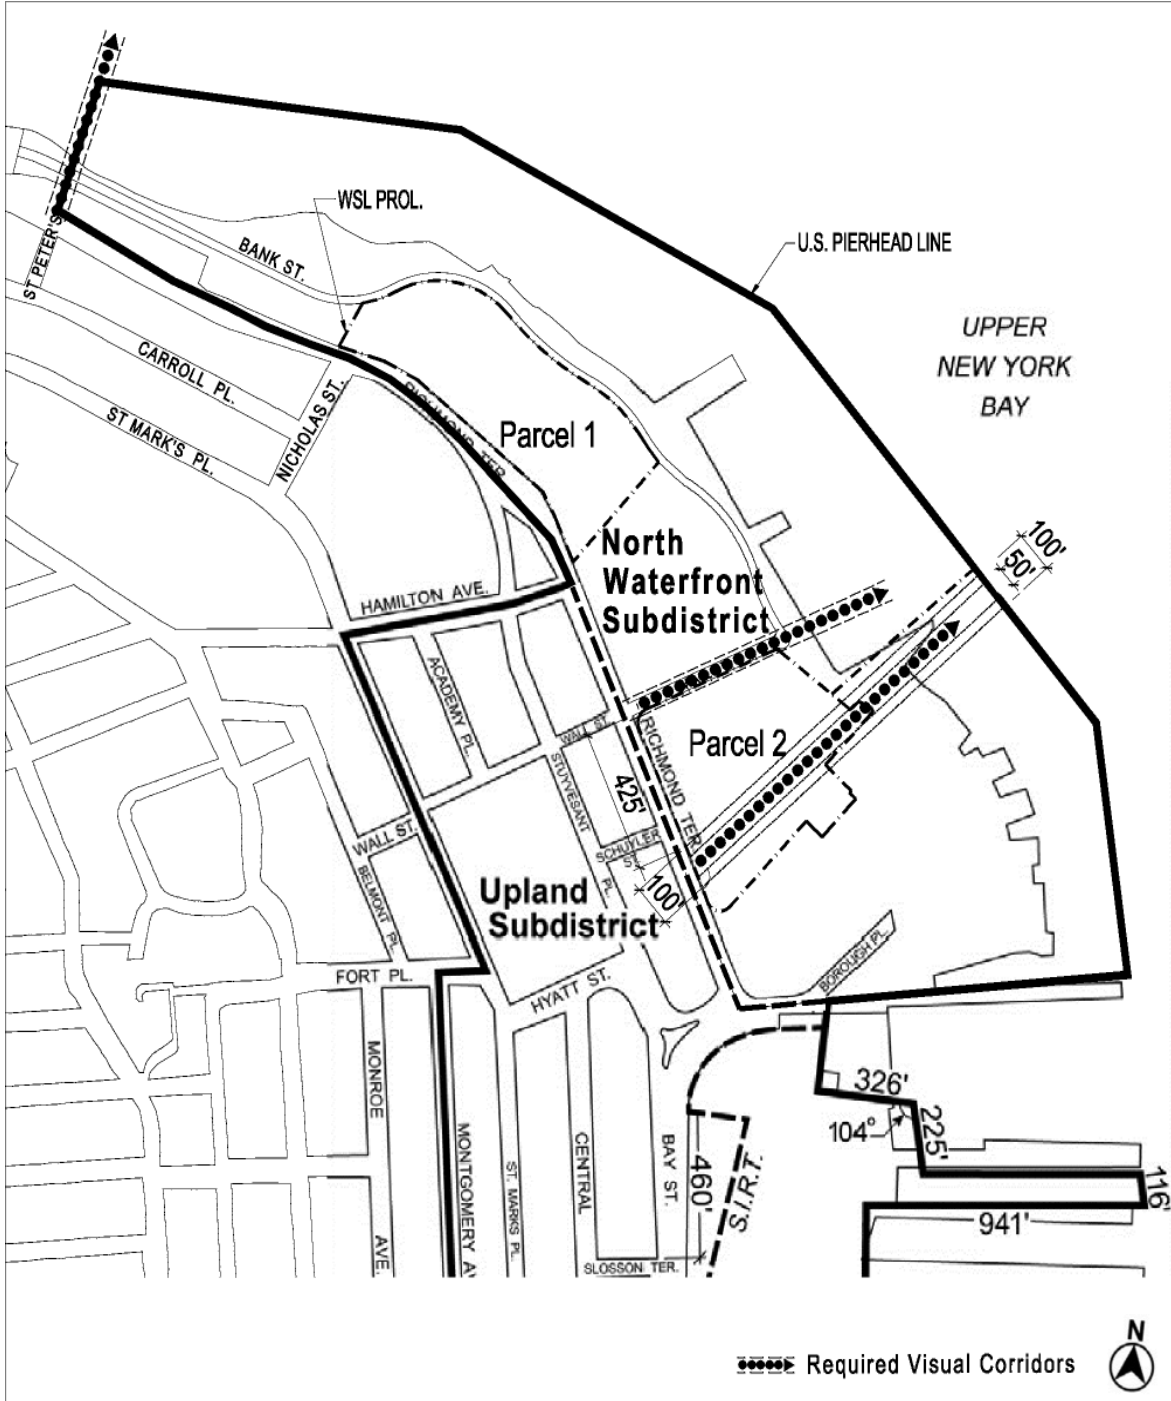 WSL PROL.
U.S. PIERHEAD LINE
BANK ST.
ST PETER'S
UPPER
NEW YORK
BAY
CARROLL PL.
NICHOLAS ST.
ST MARK'S PL.
RICHMOND TER.
Parcel 1
100'
50'
North
Waterfront
Subdistrict
HAMILTON AVE.
ACADEMY PL.
WALL ST.
RICHMOND TER.
Parcel 2
STUYVESANT
PL.
425'
WALL ST.
SCHUYLER
ST.
BELMONT PL.
100'
Upland
Subdistrict
BOROUGH PL.
FORT PL.
HYATT ST.
MONROE
AVE.
326'
104°
225'
MONTGOMERY AV
ST. MARKS PL.
CENTRAL
BAY ST.
460'
S.I.R.T.
116'
941'
SLOSSON TER.
N
Required Visual Corridors